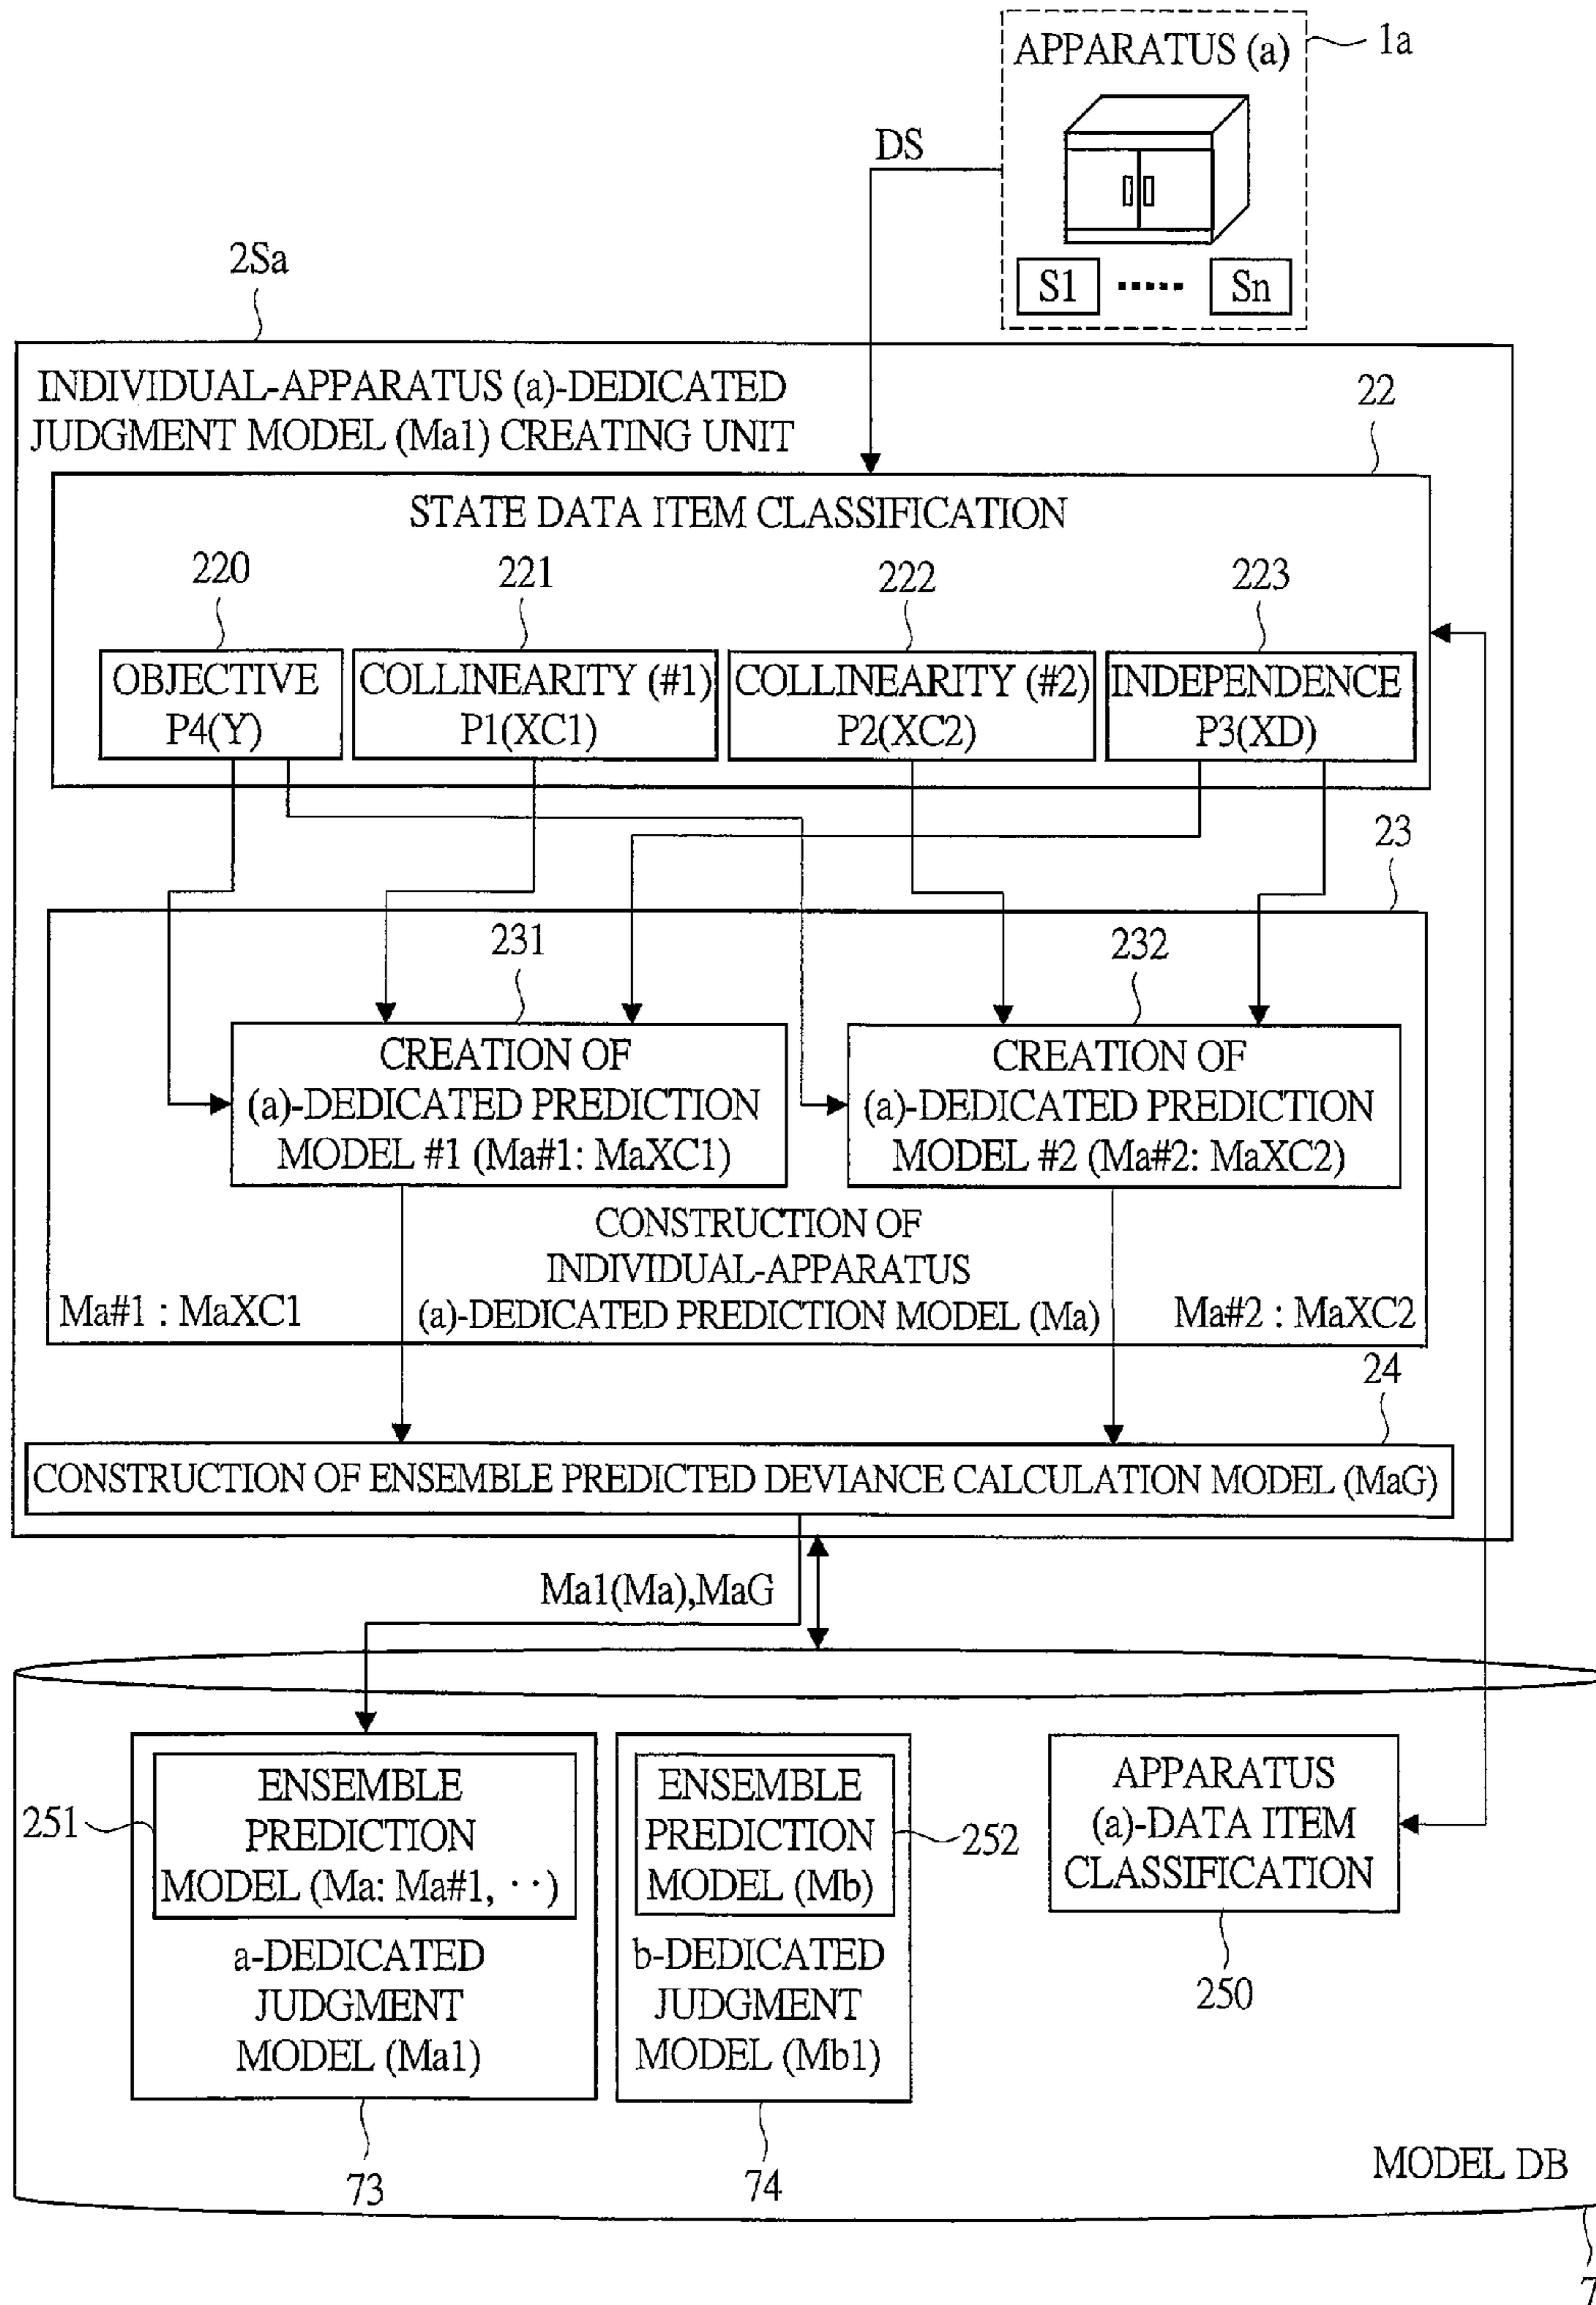 APPARATUS (a)
1a
DS
S1 ····· Sn
2Sa
INDIVIDUAL-APPARATUS (a)-DEDICATED
JUDGMENT MODEL (Ma1) CREATING UNIT
22
STATE DATA ITEM CLASSIFICATION
220
221
222
223
OBJECTIVE
P4(Y)
COLLINEARITY (#1)
P1(XC1)
COLLINEARITY (#2)
P2(XC2)
INDEPENDENCE
P3(XD)
23
231
232
CREATION OF
(a)-DEDICATED PREDICTION
MODEL #1 (Ma#1: MaXC1)
CREATION OF
(a)-DEDICATED PREDICTION
MODEL #2 (Ma#2: MaXC2)
CONSTRUCTION OF
INDIVIDUAL-APPARATUS
(a)-DEDICATED PREDICTION MODEL (Ma)
Ma#1 : MaXC1
Ma#2 : MaXC2
24
CONSTRUCTION OF ENSEMBLE PREDICTED DEVIANCE CALCULATION MODEL (MaG)
Ma1(Ma),MaG
251
ENSEMBLE
PREDICTION
MODEL (Ma: Ma#1, ··)
a-DEDICATED
JUDGMENT
MODEL (Ma1)
73
ENSEMBLE
PREDICTION
MODEL (Mb)
252
b-DEDICATED
JUDGMENT
MODEL (Mb1)
74
APPARATUS
(a)-DATA ITEM
CLASSIFICATION
250
MODEL DB
7